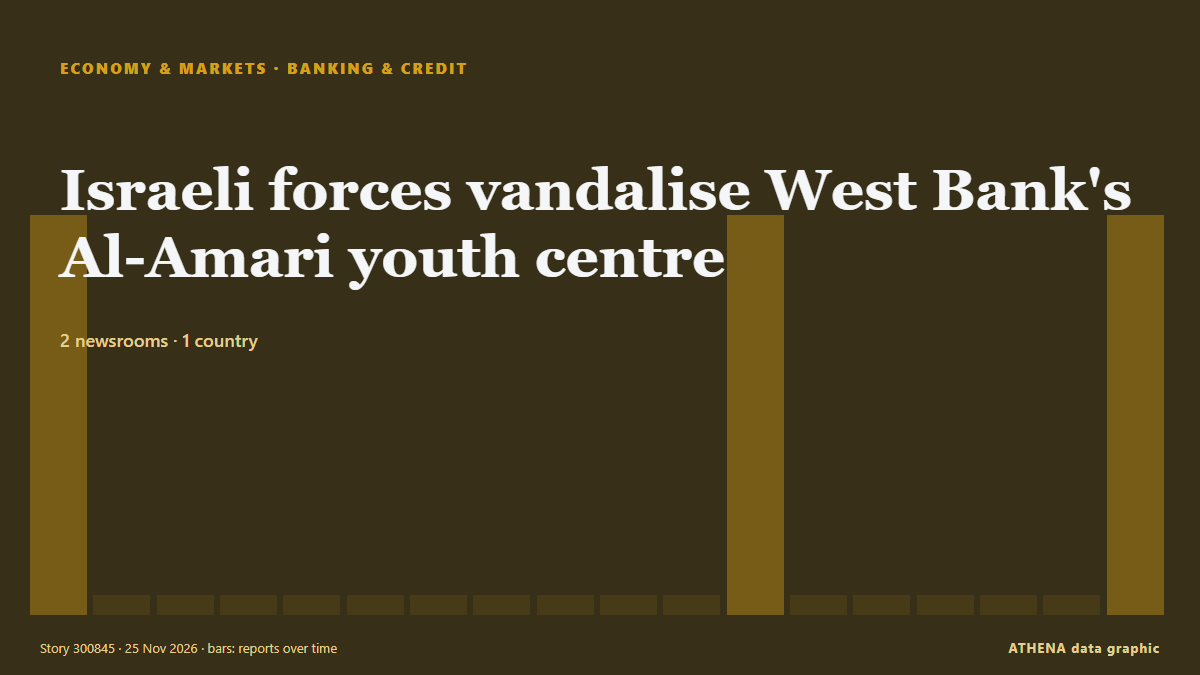 ECONOMY & MARKETS · BANKING & CREDIT
Israeli forces vandalise West Bank's
Al-Amari youth centre
2 newsrooms · 1 country
Story 300845 · 25 Nov 2026 · bars: reports over time
ATHENA data graphic